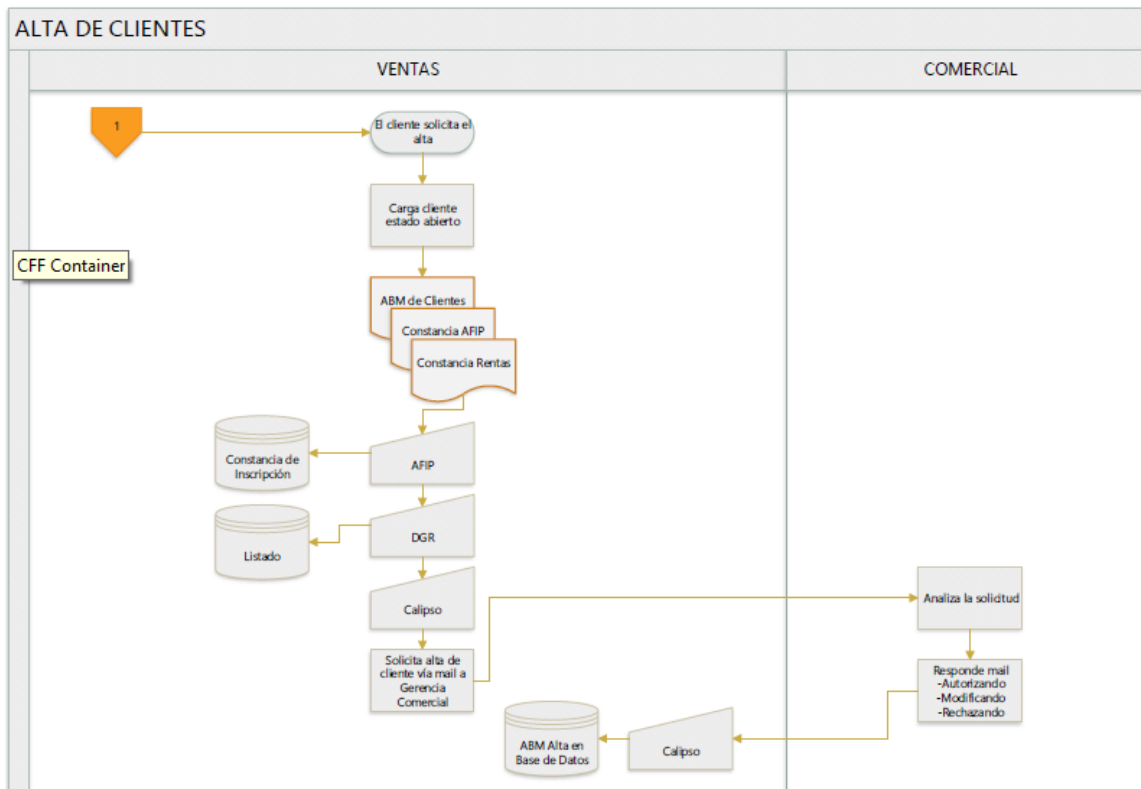 ALTA DE CLIENTES
VENTAS
COMERCIAL
1
El cliente solicita el
alta
Carga cliente
estado abierto
CFF Container
ABM de Clientes
Constancia AFIP
Constancia Rentas
Constancia de
Inscripción
AFIP
Listado
DGR
Calipso
Analiza la solicitud
Solicita alta de
cliente vía mail a
Gerencia
Comercial
Responde mail
-Autorizando
-Modificando
-Rechazando
ABM Alta en
Base de Datos
Calipso